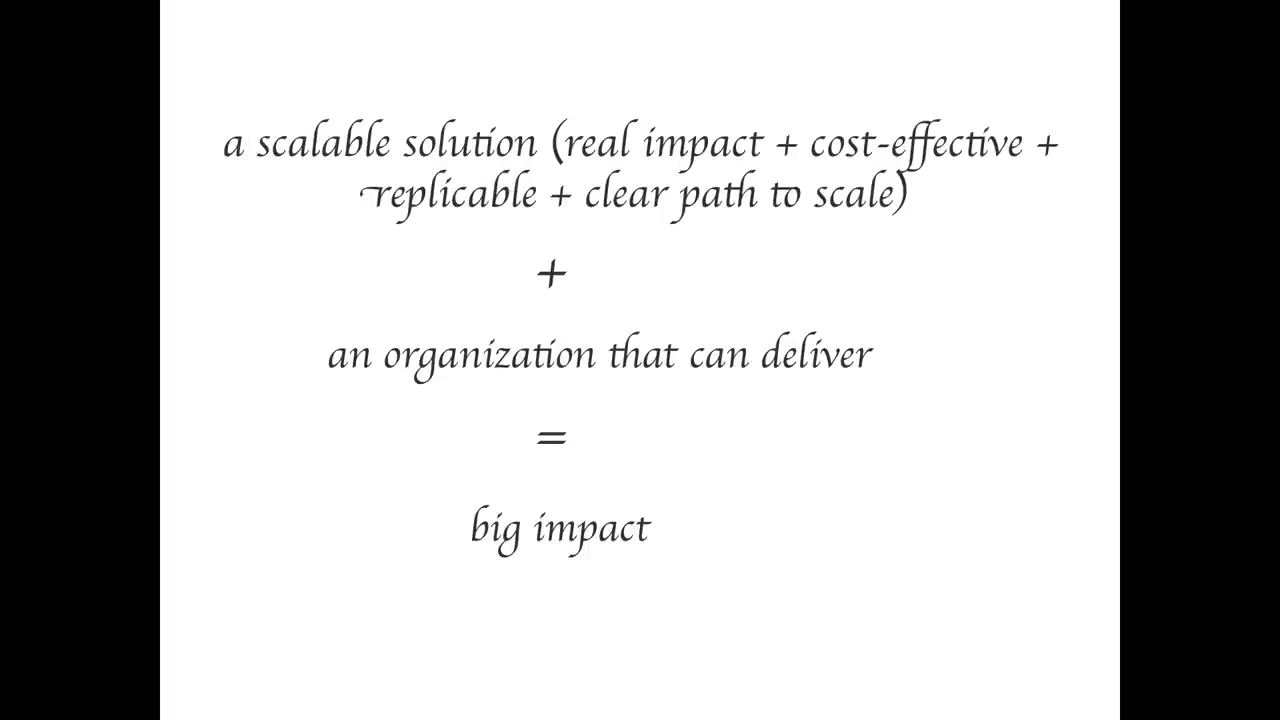 a scalable solution (real impact + cost-effective +
replicable + clear path to scale)
+
an organization that can deliver
=
big impact